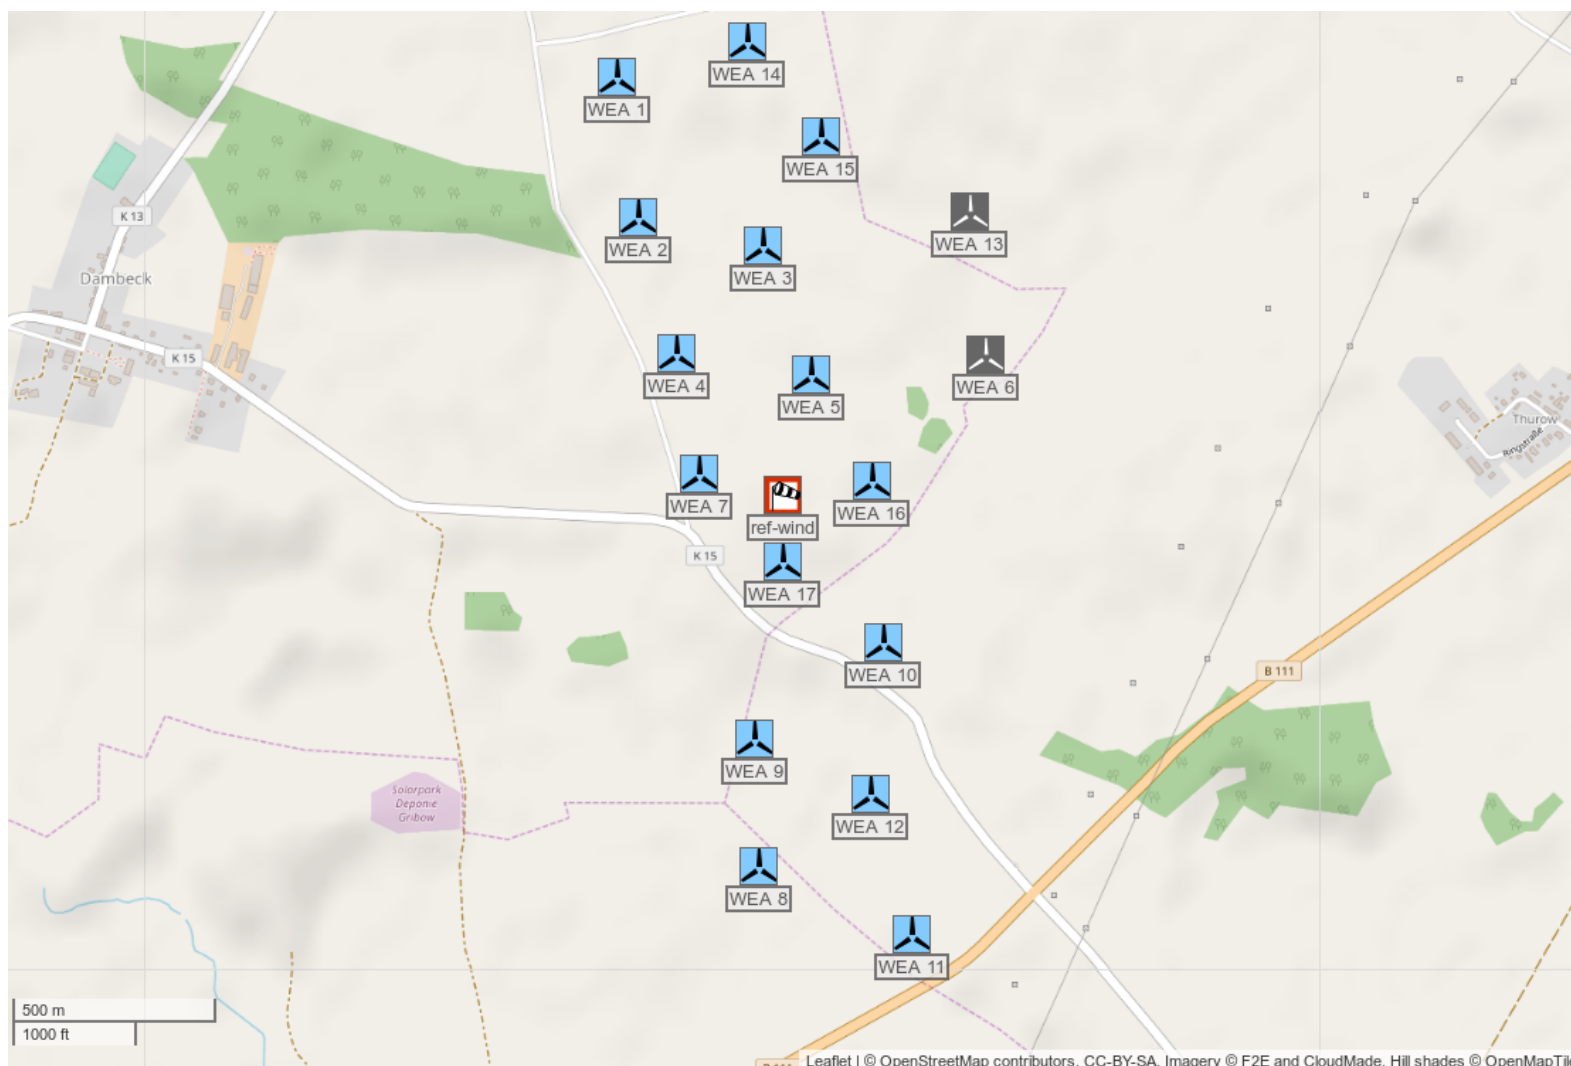 WEA 14
WEA 1
WEA 15
K 13
WEA 13
WEA 2
WEA 3
Dambeck
K 15
WEA 4
WEA 6
WEA 5
Thurow
Ringstraße
WEA 7
WEA 16
ref-wind
K 15
WEA 17
WEA 10
B 111
WEA 9
Solarpark
Deponie
Gribow
WEA 12
WEA 8
WEA 11
500 m
1000 ft
Leaflet | © OpenStreetMap contributors, CC-BY-SA, Imagery © F2E and CloudMade, Hill shades © OpenMapTile